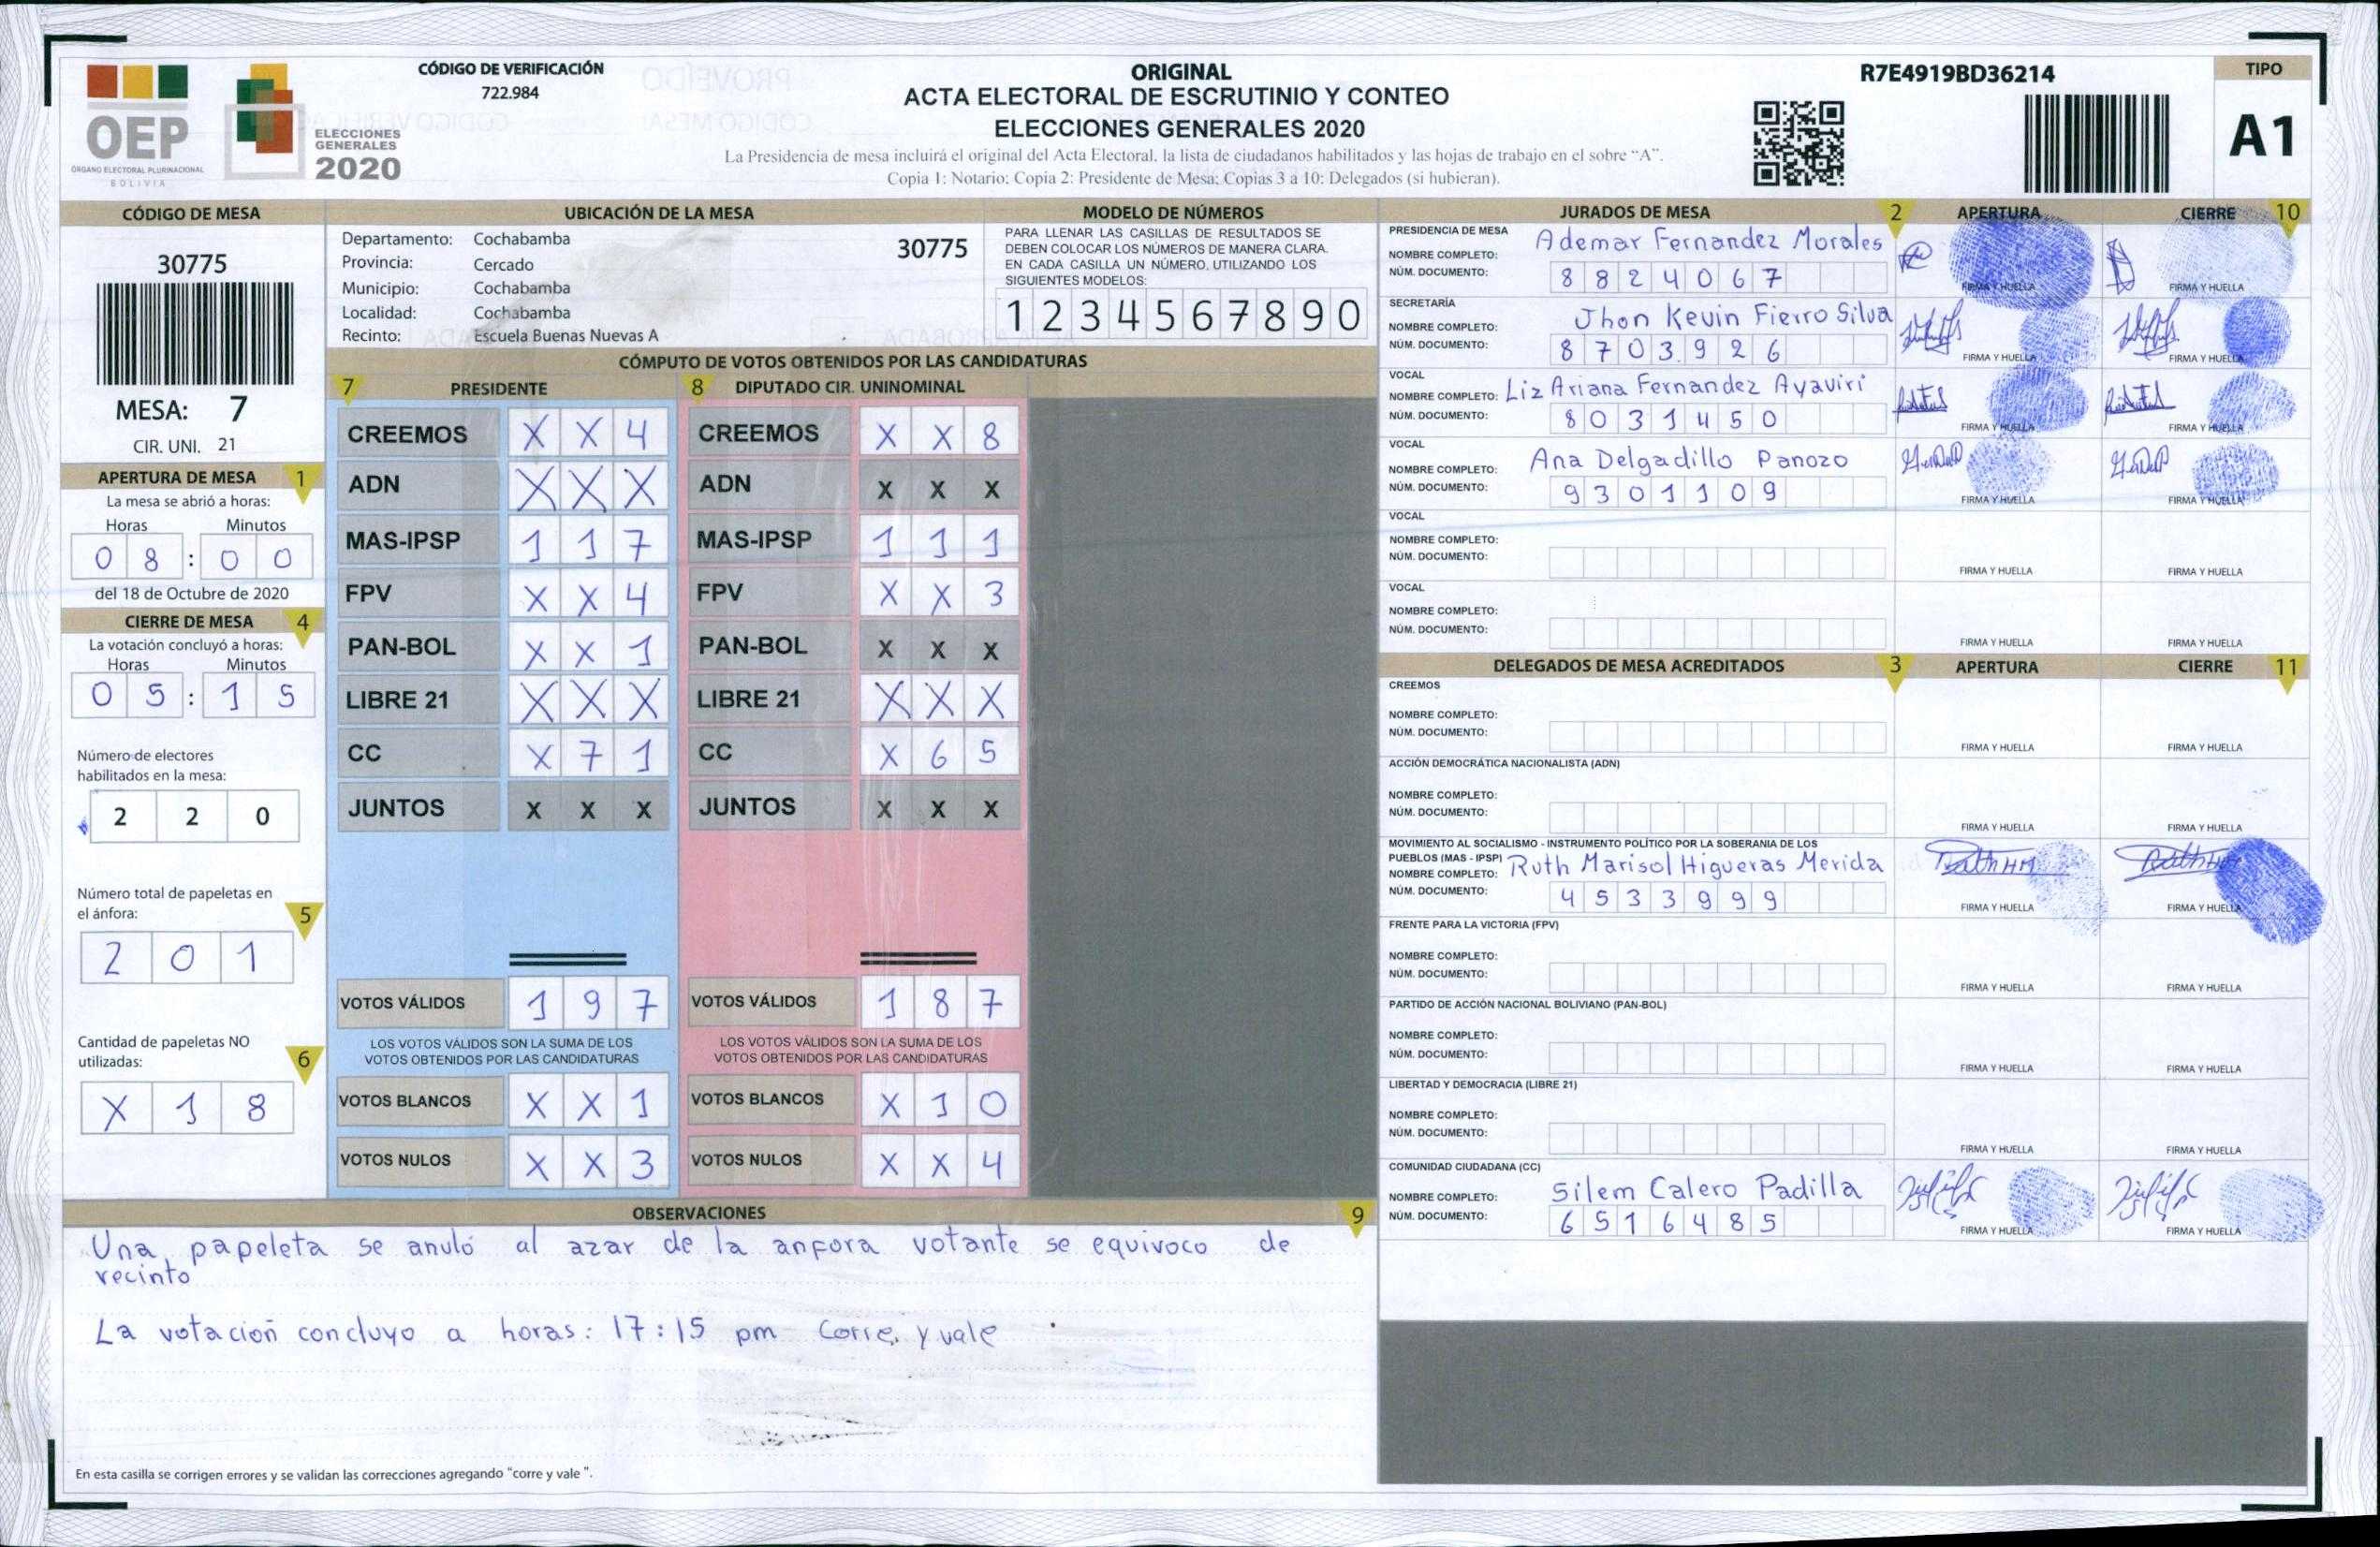 OEP
ÓRGANO ELECTORAL PLURINACIONAL
BOLIVIA
ELECCIONES
GENERALES
2020
CÓDIGO DE VERIFICACIÓN
722.984
ORIGINAL
ACTA ELECTORAL DE ESCRUTINIO Y CONTEO
ELECCIONES GENERALES 2020
La Presidencia de mesa incluirá el original del Acta Electoral, la lista de ciudadanos habilitados y las hojas de trabajo en el sobre “A”.
Copia 1: Notario; Copia 2: Presidente de Mesa; Copias 3 a 10: Delegados (si hubieran).
R7E4919BD36214
TIPO
A1
CÓDIGO DE MESA
30775
MESA: 7
CIR. UNI. 21
APERTURA DE MESA 1
La mesa se abrió a horas:
Horas Minutos
0 8 : 0 0
del 18 de Octubre de 2020
CIERRE DE MESA 4
La votación concluyó a horas:
Horas Minutos
0 5 : 1 5
Número de electores
habilitados en la mesa:
2 2 0
Número total de papeletas en
el ánfora: 5
2 0 1
Cantidad de papeletas NO
utilizadas: 6
X 1 8
UBICACIÓN DE LA MESA
Departamento: Cochabamba
Provincia: Cercado
Municipio: Cochabamba
Localidad: Cochabamba
Recinto: Escuela Buenas Nuevas A
30775
MODELO DE NÚMEROS
PARA LLENAR LAS CASILLAS DE RESULTADOS SE
DEBEN COLOCAR LOS NÚMEROS DE MANERA CLARA.
EN CADA CASILLA UN NÚMERO, UTILIZANDO LOS
SIGUIENTES MODELOS:
1 2 3 4 5 6 7 8 9 0
CÓMPUTO DE VOTOS OBTENIDOS POR LAS CANDIDATURAS
7 PRESIDENTE
CREEMOS X X 4
ADN X X X
MAS-IPSP 1 1 7
FPV X X 4
PAN-BOL X X 1
LIBRE 21 X X X
CC X 7 1
JUNTOS X X X
VOTOS VÁLIDOS 1 9 7
LOS VOTOS VÁLIDOS SON LA SUMA DE LOS
VOTOS OBTENIDOS POR LAS CANDIDATURAS
VOTOS BLANCOS X X 1
VOTOS NULOS X X 3
8 DIPUTADO CIR. UNINOMINAL
CREEMOS X X 8
ADN X X X
MAS-IPSP 1 1 1
FPV X X 3
PAN-BOL X X X
LIBRE 21 X X X
CC X 6 5
JUNTOS X X X
VOTOS VÁLIDOS 1 8 7
LOS VOTOS VÁLIDOS SON LA SUMA DE LOS
VOTOS OBTENIDOS POR LAS CANDIDATURAS
VOTOS BLANCOS X 1 0
VOTOS NULOS X X 4
OBSERVACIONES 9
Una papeleta se anuló al azar de la anfora votante se equivoco de
recinto
La votación concluyo a horas: 17:15 pm Corre y vale
En esta casilla se corrigen errores y se validan las correcciones agregando “corre y vale ”.
JURADOS DE MESA 2 APERTURA CIERRE 10
PRESIDENCIA DE MESA
NOMBRE COMPLETO: Ademar Fernandez Morales
NÚM. DOCUMENTO: 8 8 2 4 0 6 7
FIRMA Y HUELLA FIRMA Y HUELLA
SECRETARÍA
NOMBRE COMPLETO: Jhon Kevin Fierro Silva
NÚM. DOCUMENTO: 8 7 0 3 9 2 6
FIRMA Y HUELLA FIRMA Y HUELLA
VOCAL
NOMBRE COMPLETO: Liz Ariana Fernandez Ayaviri
NÚM. DOCUMENTO: 8 0 3 1 4 5 0
FIRMA Y HUELLA FIRMA Y HUELLA
VOCAL
NOMBRE COMPLETO: Ana Delgadillo Panozo
NÚM. DOCUMENTO: 9 3 0 1 1 0 9
FIRMA Y HUELLA FIRMA Y HUELLA
VOCAL
NOMBRE COMPLETO:
NÚM. DOCUMENTO:
FIRMA Y HUELLA FIRMA Y HUELLA
VOCAL
NOMBRE COMPLETO:
NÚM. DOCUMENTO:
FIRMA Y HUELLA FIRMA Y HUELLA
DELEGADOS DE MESA ACREDITADOS 3 APERTURA CIERRE 11
CREEMOS
NOMBRE COMPLETO:
NÚM. DOCUMENTO:
FIRMA Y HUELLA FIRMA Y HUELLA
ACCIÓN DEMOCRÁTICA NACIONALISTA (ADN)
NOMBRE COMPLETO:
NÚM. DOCUMENTO:
FIRMA Y HUELLA FIRMA Y HUELLA
MOVIMIENTO AL SOCIALISMO - INSTRUMENTO POLÍTICO POR LA SOBERANIA DE LOS
PUEBLOS (MAS - IPSP)
NOMBRE COMPLETO: Ruth Marisol Higueras Merida
NÚM. DOCUMENTO: 4 5 3 3 9 9 9
FIRMA Y HUELLA FIRMA Y HUELLA
FRENTE PARA LA VICTORIA (FPV)
NOMBRE COMPLETO:
NÚM. DOCUMENTO:
FIRMA Y HUELLA FIRMA Y HUELLA
PARTIDO DE ACCIÓN NACIONAL BOLIVIANO (PAN-BOL)
NOMBRE COMPLETO:
NÚM. DOCUMENTO:
FIRMA Y HUELLA FIRMA Y HUELLA
LIBERTAD Y DEMOCRACIA (LIBRE 21)
NOMBRE COMPLETO:
NÚM. DOCUMENTO:
FIRMA Y HUELLA FIRMA Y HUELLA
COMUNIDAD CIUDADANA (CC)
NOMBRE COMPLETO: Silem Calero Padilla
NÚM. DOCUMENTO: 6 5 1 6 4 8 5
FIRMA Y HUELLA FIRMA Y HUELLA